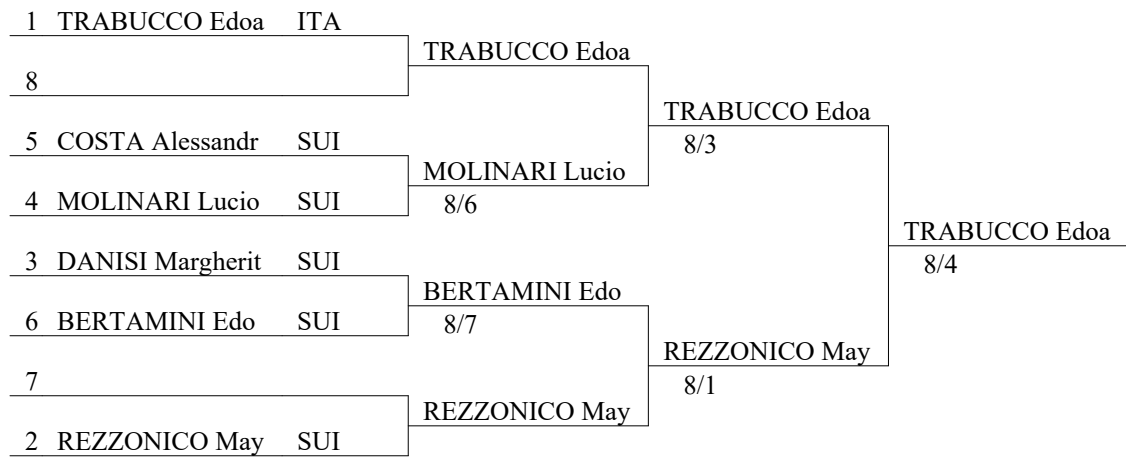 1 TRABUCCO Edoa ITA
TRABUCCO Edoa
8
TRABUCCO Edoa
8/3
5 COSTA Alessandr SUI
MOLINARI Lucio
8/6
4 MOLINARI Lucio SUI
TRABUCCO Edoa
8/4
3 DANISI Margherit SUI
BERTAMINI Edo
8/7
6 BERTAMINI Edo SUI
REZZONICO May
8/1
7
REZZONICO May
2 REZZONICO May SUI